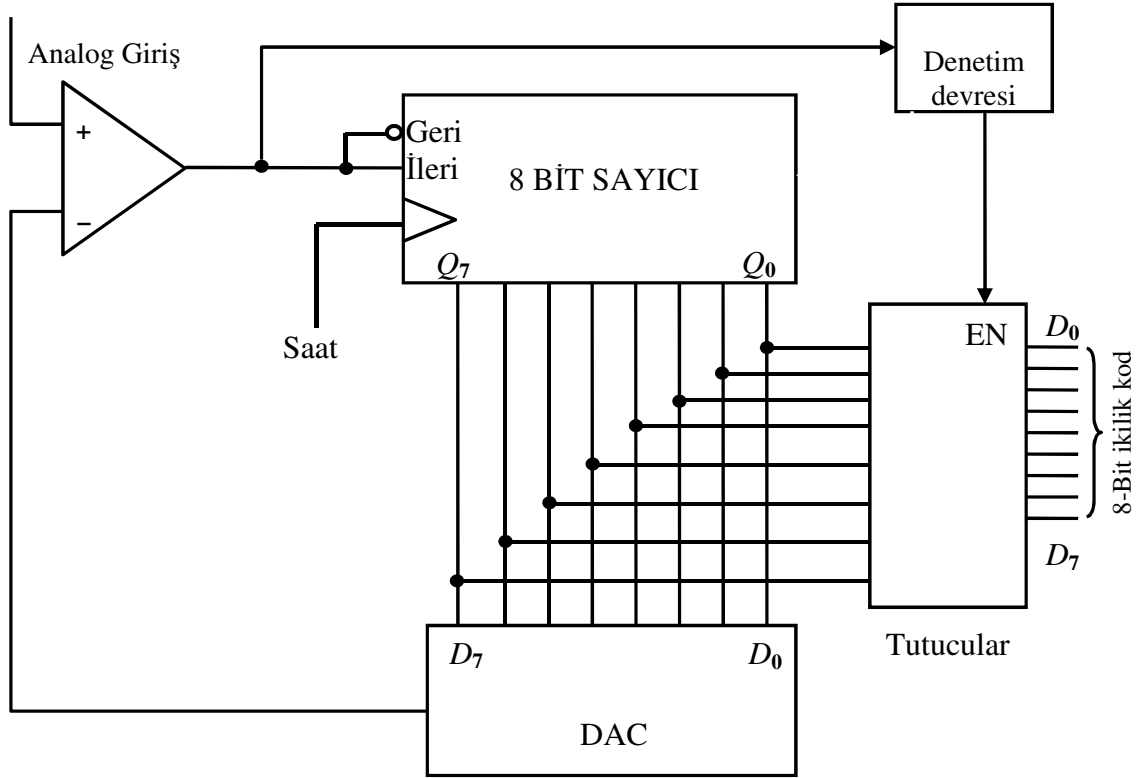 Analog Giriş
+
−
Denetim
devresi
Geri
İleri
8 BİT SAYICI
Q7
Q0
Saat
EN
D0
8-Bit ikilik kod
D7
Tutucular
D7
D0
DAC